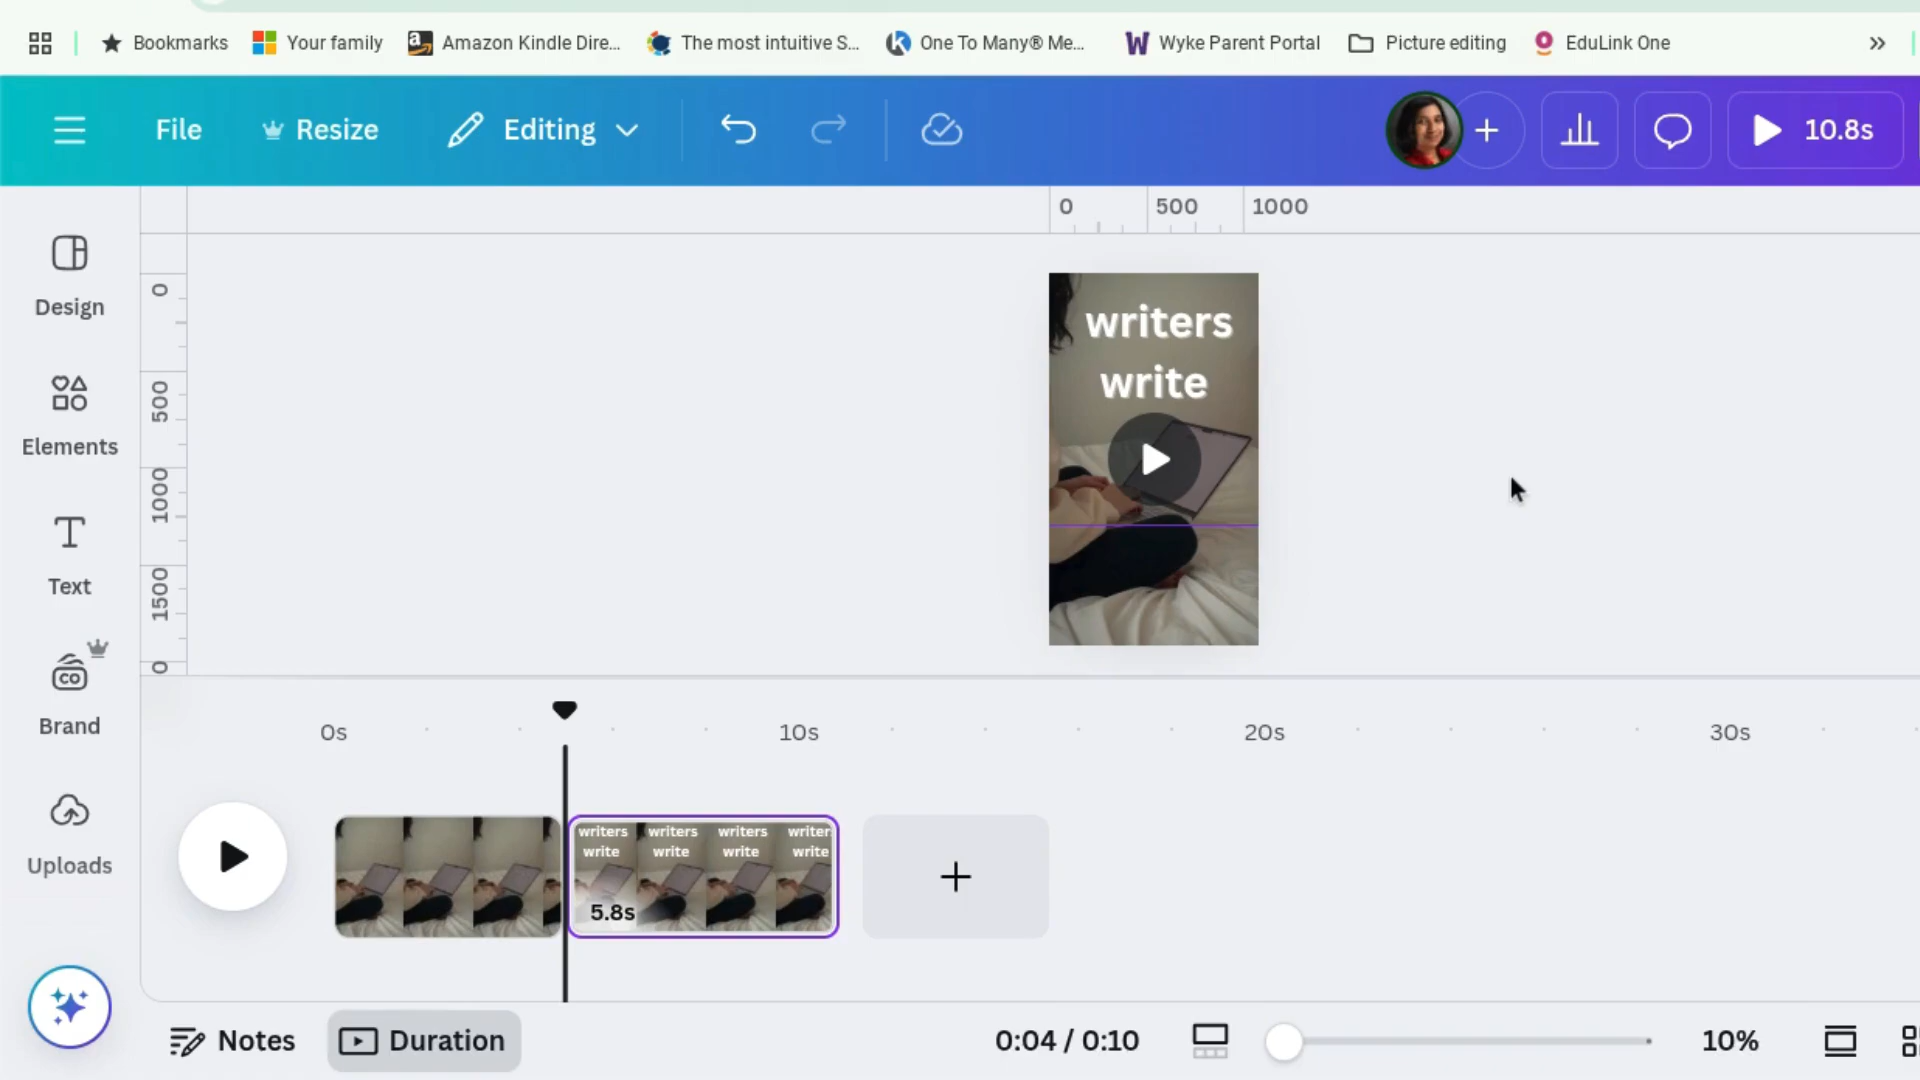 Bookmarks
Your family
Amazon Kindle Dire...
The most intuitive S...
One To Many® Me...
Wyke Parent Portal
Picture editing
EduLink One
File
Resize
Editing
10.8s
0
500
1000
Design
Elements
Text
Brand
Uploads
0
500
1000
1500
0
writers
write
0s
10s
20s
30s
writers
write
writers
write
writers
write
writer
write
5.8s
Notes
Duration
0:04 / 0:10
10%